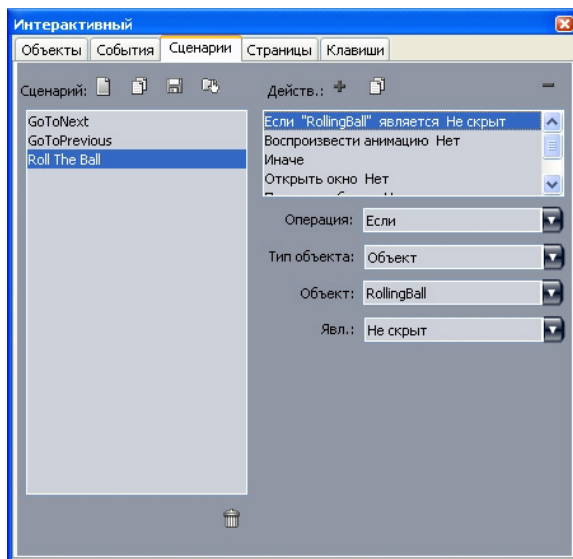 Интерактивный
Объекты События Сценарии Страницы Клавиши
Сценарий: Действ.:
GoToNext
GoToPrevious
Roll The Ball
Если "RollingBall" является Не скрыт
Воспроизвести анимацию Нет
Иначе
Открыть окно Нет
Операция: Если
Тип объекта: Объект
Объект: RollingBall
Явл.: Не скрыт